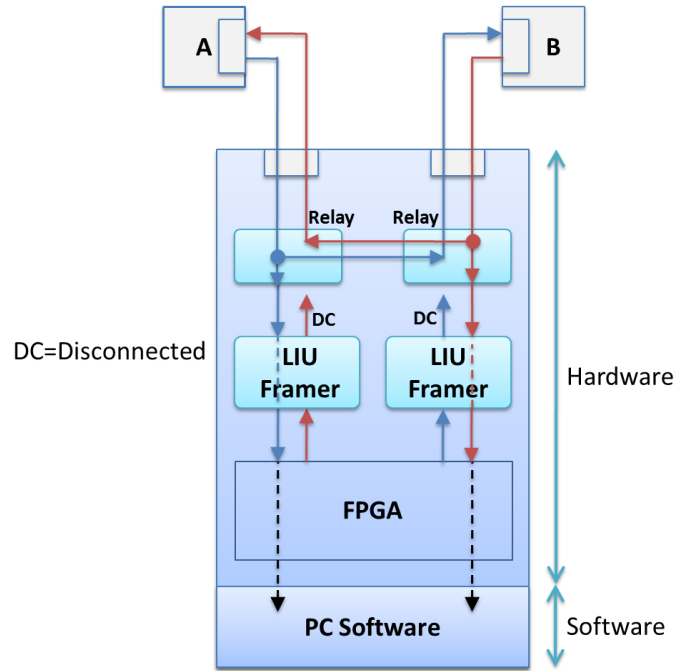 A
B
Relay
Relay
DC
DC
DC=Disconnected
LIU
Framer
LIU
Framer
Hardware
FPGA
PC Software
Software